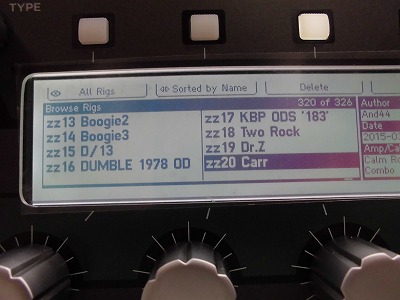 TYPE
All Rigs
Sorted by Name
Delete
Browse Rigs
320 of 326
zz13 Boogie2
zz14 Boogie3
zz15 D/13
zz16 DUMBLE 1978 OD
zz17 KBP ODS '183'
zz18 Two Rock
zz19 Dr.Z
zz20 Carr
Author
And44
Date
Amp/Ca
Calm Ro
Combo